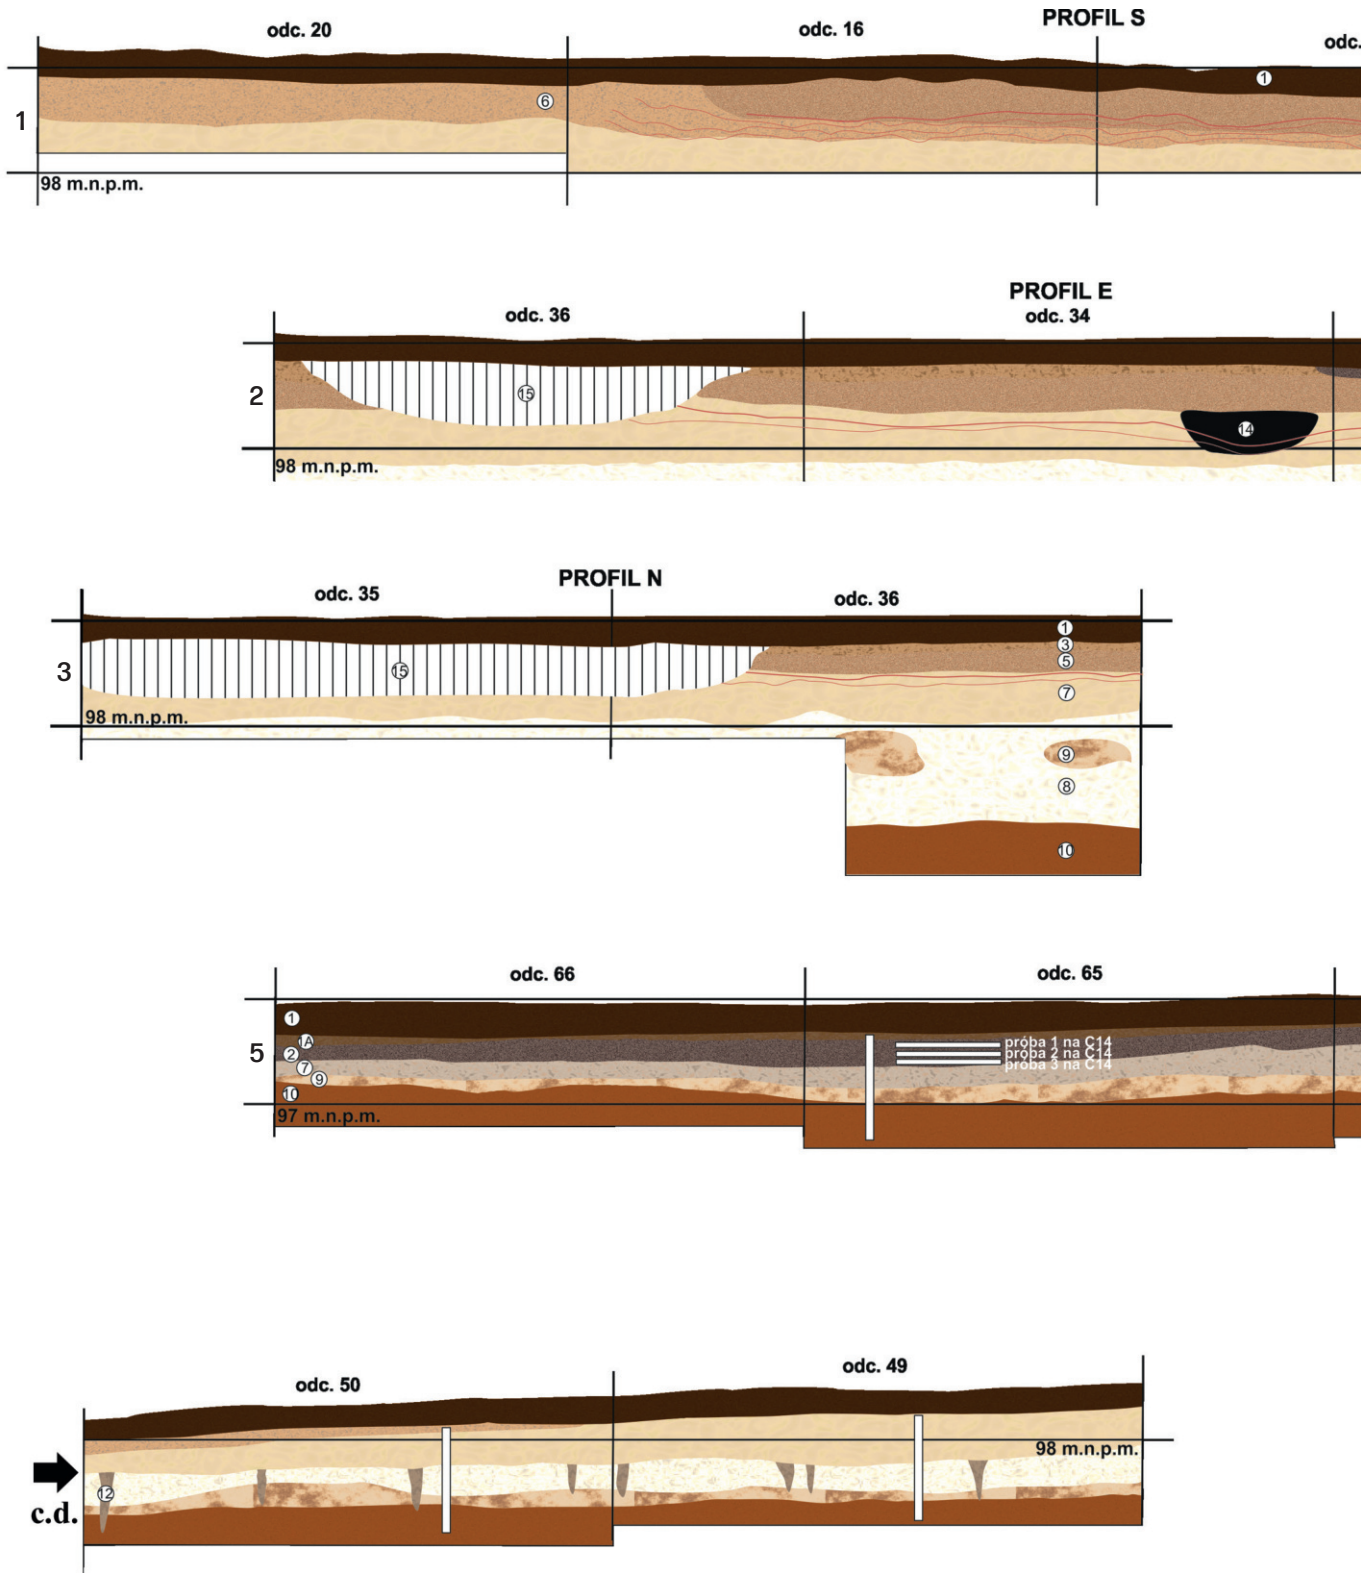 PROFIL S
odc. 20
odc. 16
odc.
1
6
1
98 m.n.p.m.
PROFIL E
odc. 36
odc. 34
2
15
14
98 m.n.p.m.
PROFIL N
odc. 35
odc. 36
1
3
5
3
15
7
98 m.n.p.m.
9
8
10
odc. 66
odc. 65
1
1A
próba 1 na C14
5
2
próba 2 na C14
7
próba 3 na C14
9
10
97 m.n.p.m.
odc. 50
odc. 49
98 m.n.p.m.
12
c.d.